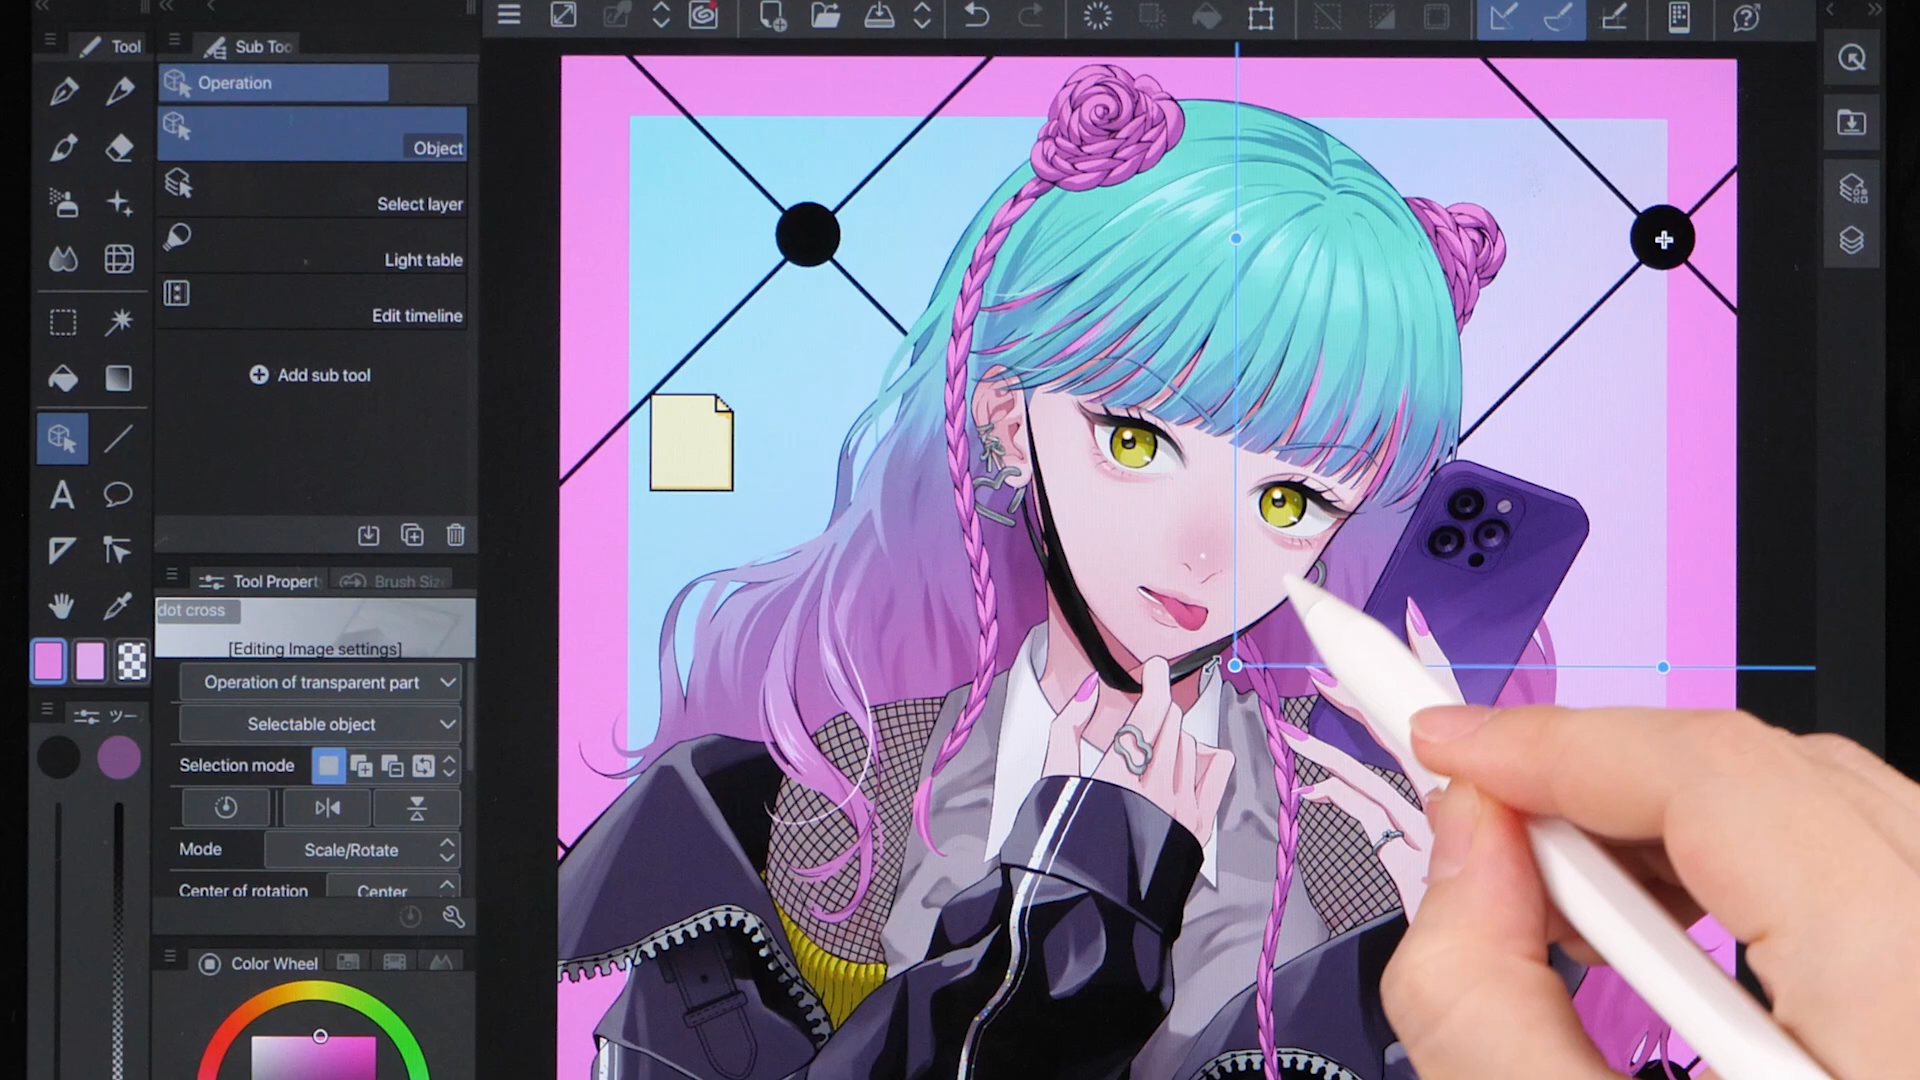 Tool
Sub Too
Operation
Object
Select layer
Light table
Edit timeline
Add sub tool
A
Tool Propert
Brush Siz
dot cross
[Editing Image settings]
Operation of transparent part
Selectable object
ツー
Selection mode
Mode
Scale/Rotate
Center of rotation
Center
Color Wheel